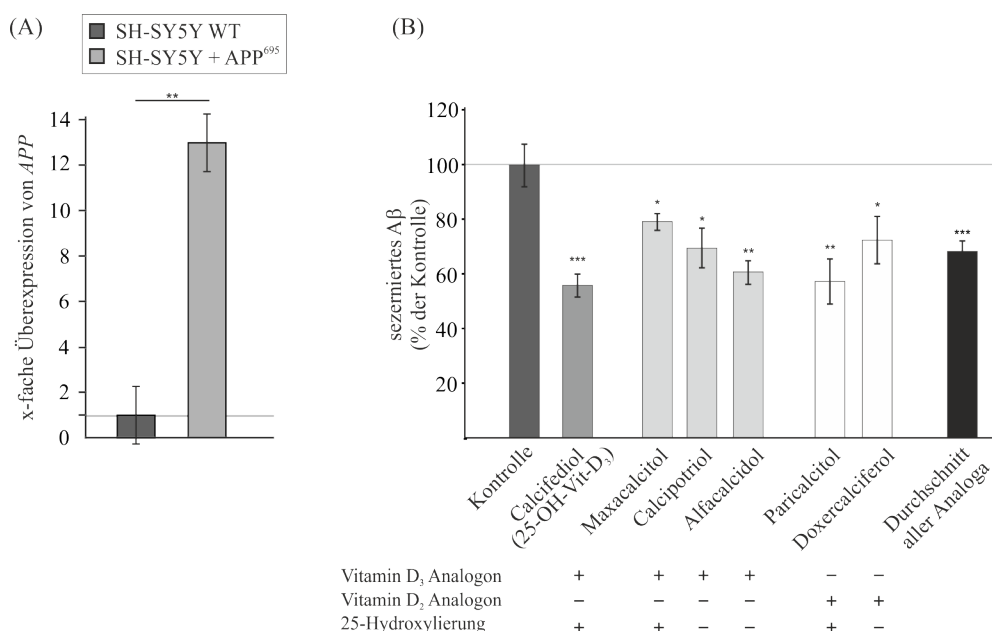 (A)
SH-SY5Y WT
SH-SY5Y + APP⁶⁹⁵
x-fache Überexpression von APP
**
14
12
10
8
6
4
2
0
(B)
sezerniertes Aβ
(% der Kontrolle)
120
100
80
60
40
20
***
*
*
**
**
*
***
Kontrolle
Calcifediol
(25-OH-Vit-D₃)
Maxacalcitol
Calcipotriol
Alfacalcidol
Paricalcitol
Doxercalciferol
Durchschnitt
aller Analoga
Vitamin D₃ Analogon + + + + – –
Vitamin D₂ Analogon – – – – + +
25-Hydroxylierung + + – – + –